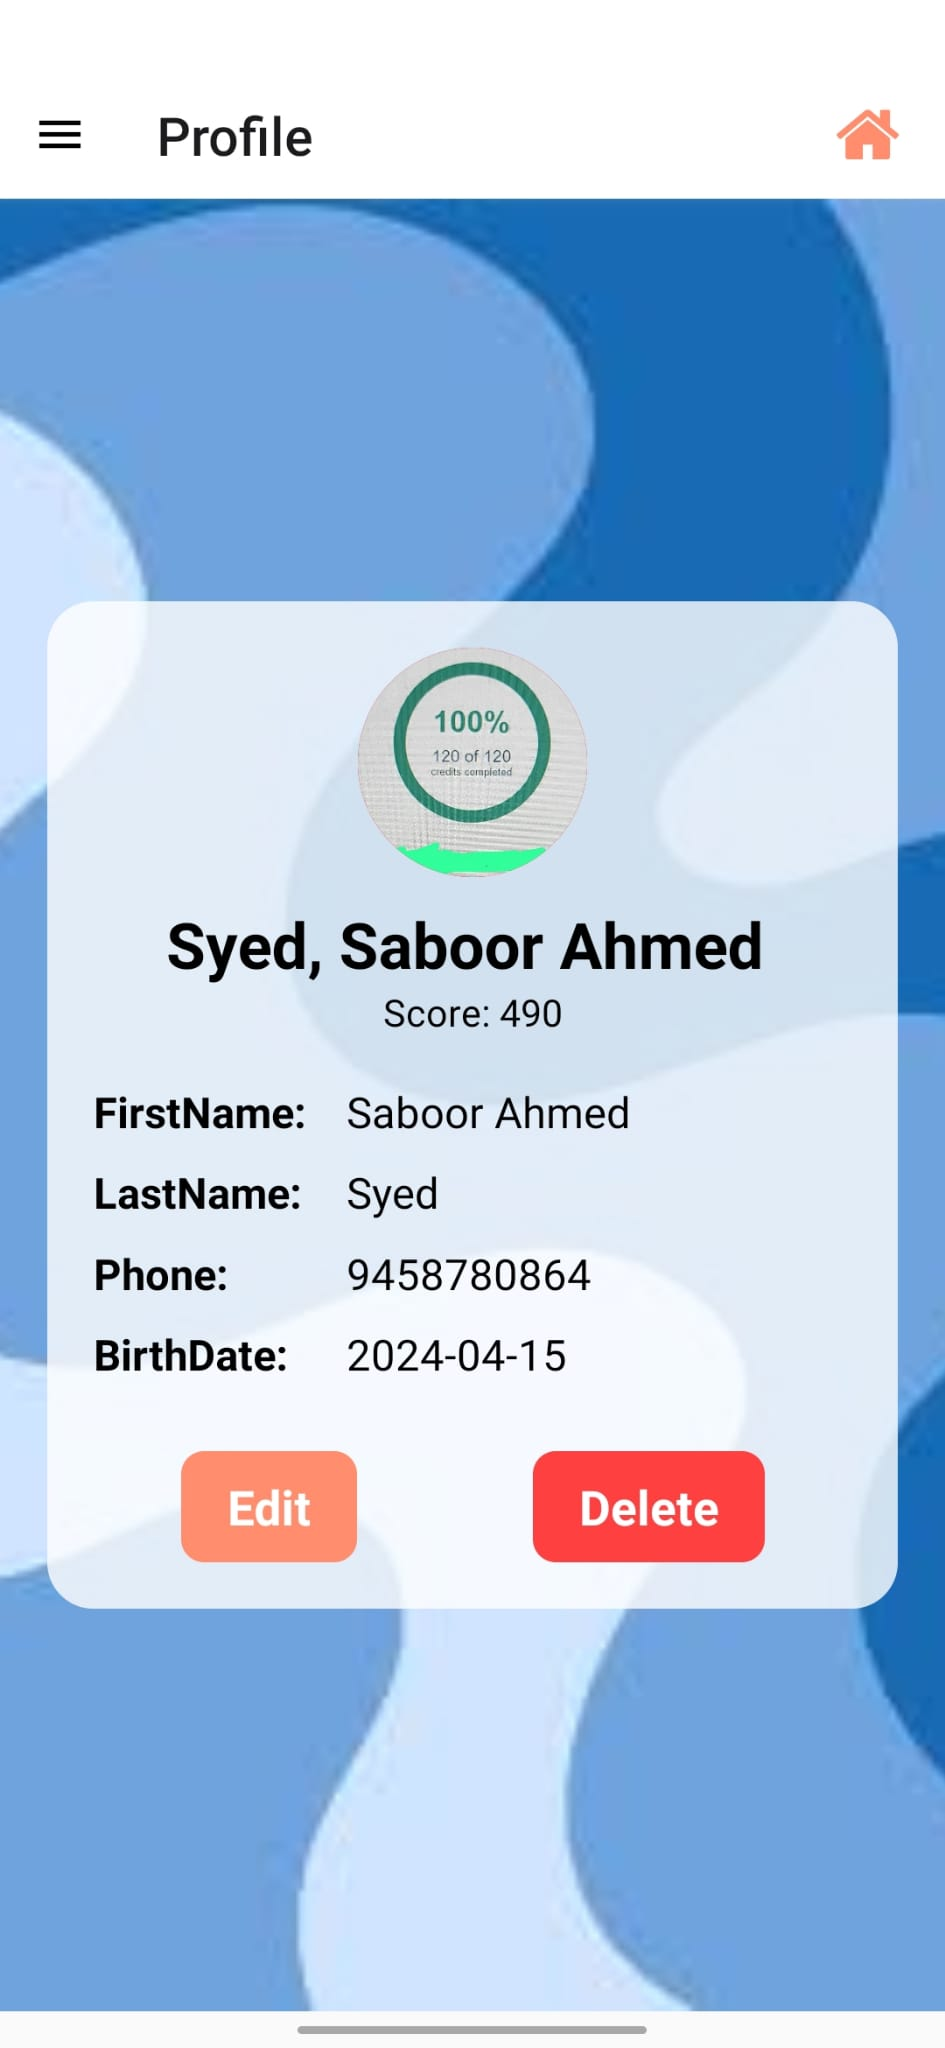 Profile
100%
120 of 120
credits completed
Syed, Saboor Ahmed
Score: 490
FirstName: Saboor Ahmed
LastName: Syed
Phone: 9458780864
BirthDate: 2024-04-15
Edit Delete